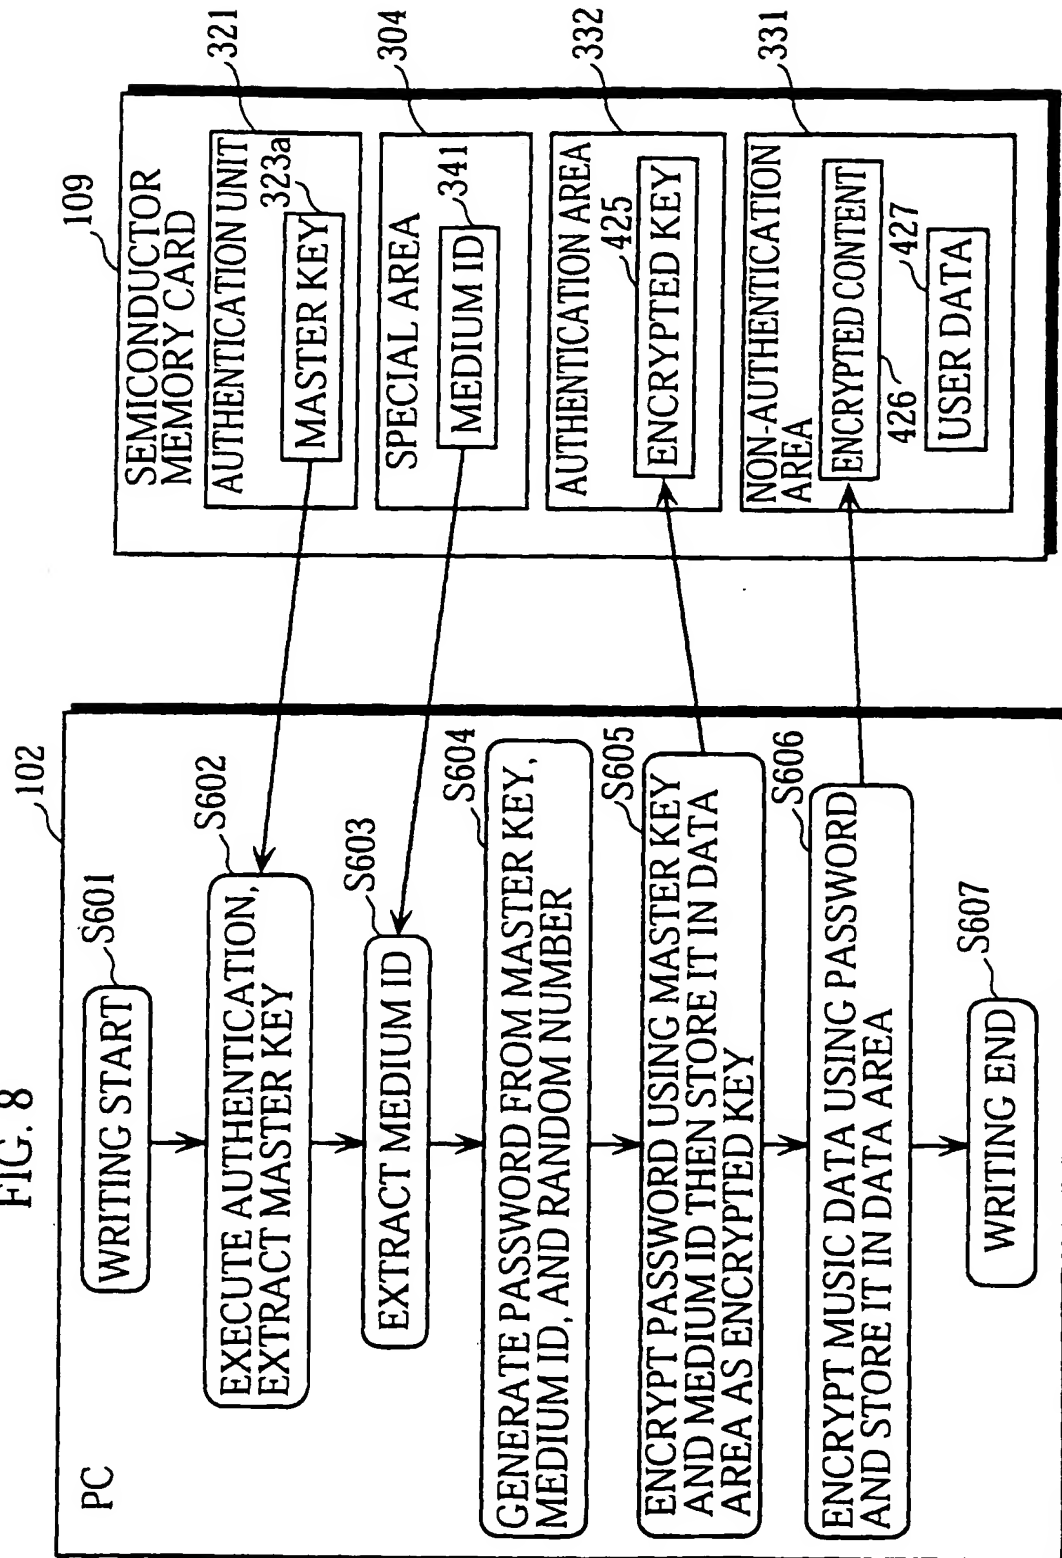 FIG. 8
102
PC
S601
WRITING START
S602
EXECUTE AUTHENTICATION,
EXTRACT MASTER KEY
S603
EXTRACT MEDIUM ID
S604
GENERATE PASSWORD FROM MASTER KEY,
MEDIUM ID, AND RANDOM NUMBER
S605
ENCRYPT PASSWORD USING MASTER KEY
AND MEDIUM ID THEN STORE IT IN DATA
AREA AS ENCRYPTED KEY
S606
ENCRYPT MUSIC DATA USING PASSWORD
AND STORE IT IN DATA AREA
S607
WRITING END
109
SEMICONDUCTOR
MEMORY CARD
321
AUTHENTICATION UNIT
323a
MASTER KEY
304
SPECIAL AREA
341
MEDIUM ID
332
AUTHENTICATION AREA
425
ENCRYPTED KEY
331
NON-AUTHENTICATION
AREA
ENCRYPTED CONTENT
426
427
USER DATA